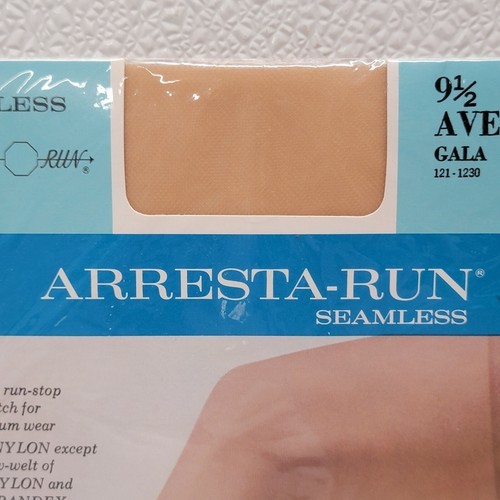 LESS
RUN®
9½
AVE
GALA
121-1230
ARRESTA-RUN®
SEAMLESS
run-stop
tch for
um wear
NYLON except
w-welt of
YLON and
PANDEX